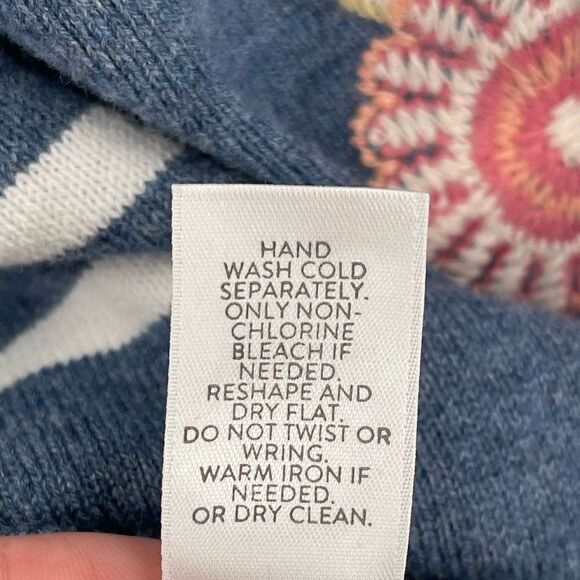 HAND
WASH COLD
SEPARATELY.
ONLY NON-
CHLORINE
BLEACH IF
NEEDED.
RESHAPE AND
DRY FLAT.
DO NOT TWIST OR
WRING.
WARM IRON IF
NEEDED.
OR DRY CLEAN.